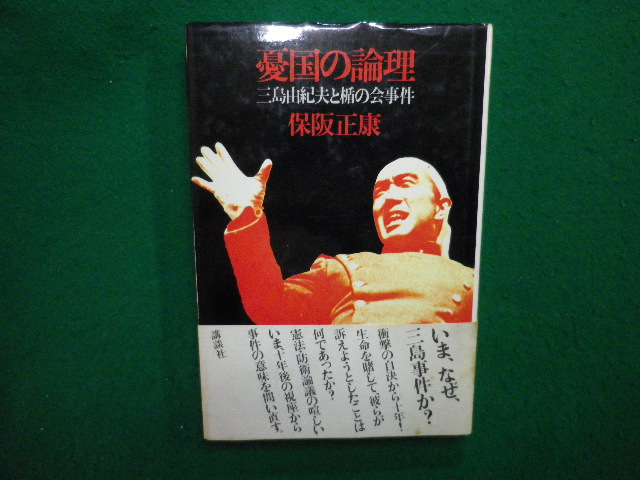 憂国の論理
三島由紀夫と楯の会事件
保阪正康
いま、なぜ、
三島事件か?
衝撃の自決から十年!
生命を賭して、彼らが
訴えようとしたことは
何であったか?
憲法・防衛論議の喧しい
いま、十年後の視座から
事件の意味を問い直す。
講談社